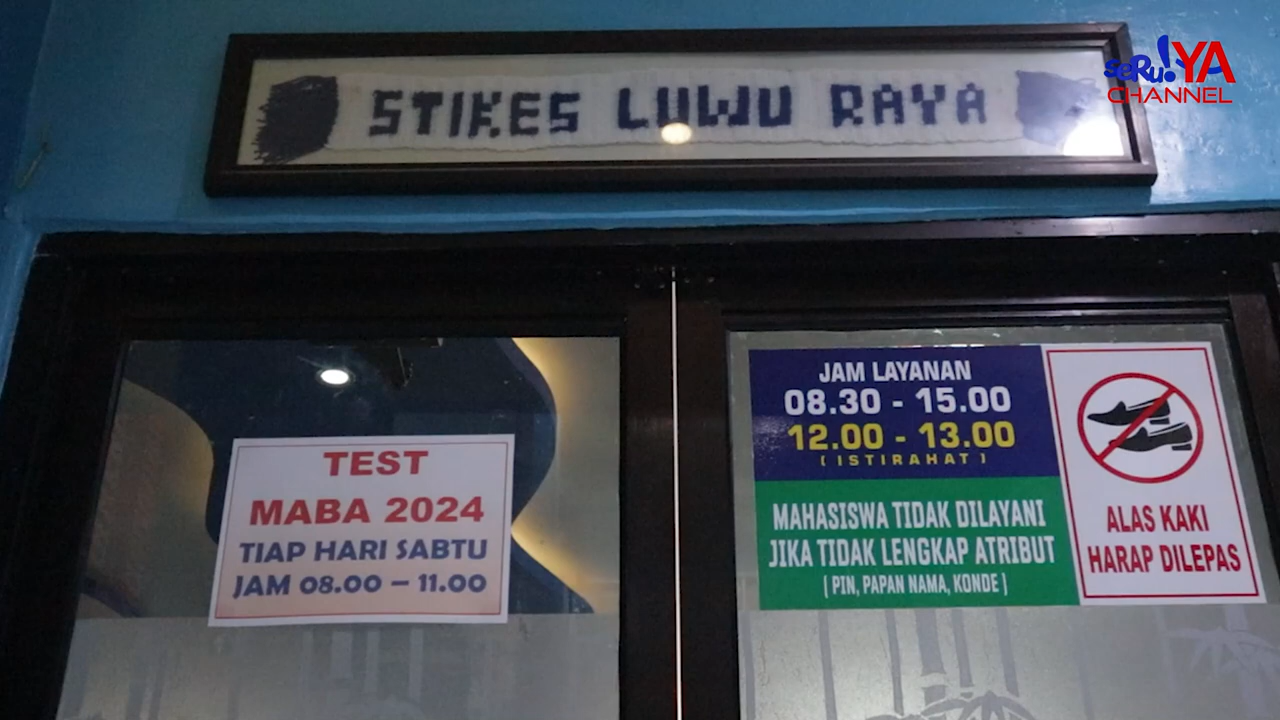 STIKES LUWU RAYA
seRu!YA
CHANNEL
TEST
MABA 2024
TIAP HARI SABTU
JAM 08.00 – 11.00
JAM LAYANAN
08.30 - 15.00
12.00 - 13.00
( ISTIRAHAT )
MAHASISWA TIDAK DILAYANI
JIKA TIDAK LENGKAP ATRIBUT
( PIN, PAPAN NAMA, KONDE )
ALAS KAKI
HARAP DILEPAS